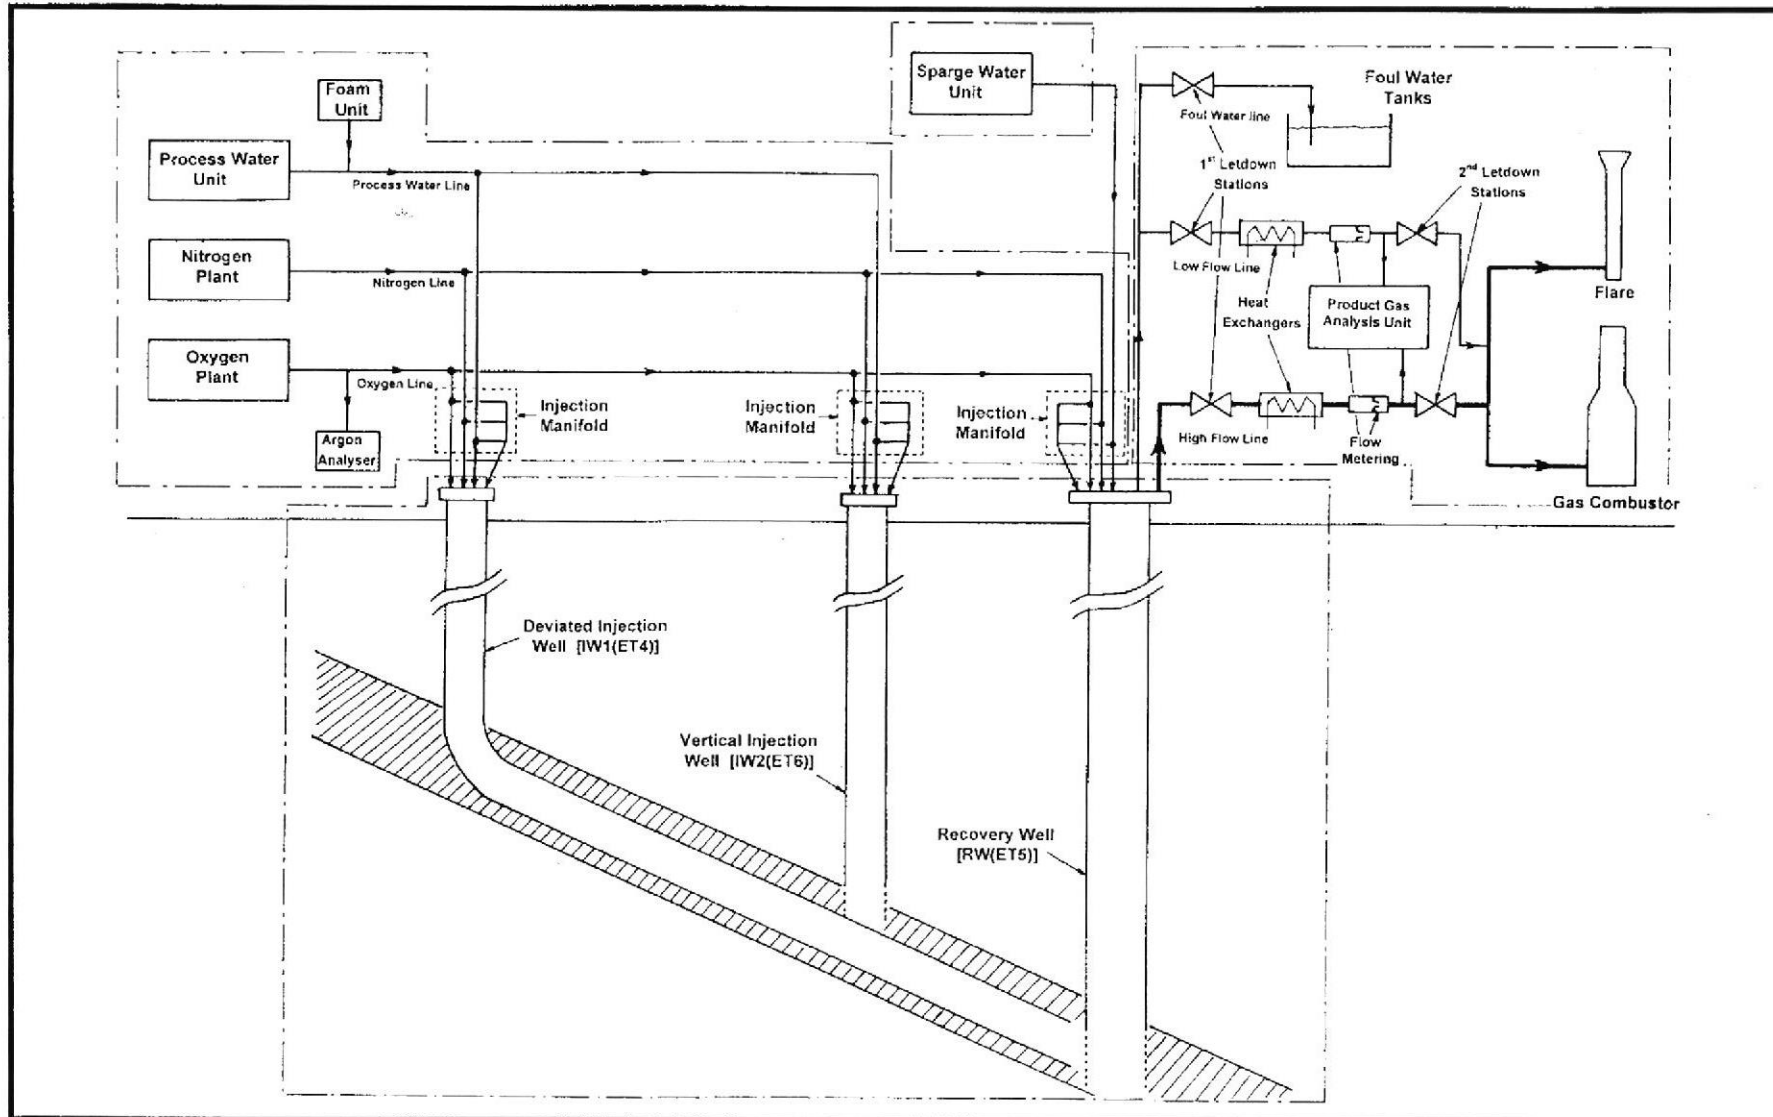 Foam
Unit
Process Water
Unit
Process Water Line
Nitrogen
Plant
Nitrogen Line
Oxygen
Plant
Oxygen Line
Argon
Analyser
Injection
Manifold
Injection
Manifold
Injection
Manifold
Sparge Water
Unit
Foul Water
Tanks
Foul Water line
1st Letdown
Stations
2nd Letdown
Stations
Low Flow Line
Heat
Exchangers
Product Gas
Analysis Unit
Flare
High Flow Line
Flow
Metering
Gas Combustor
Deviated Injection
Well [IW1(ET4)]
Vertical Injection
Well [IW2(ET6)]
Recovery Well
[RW(ET5)]